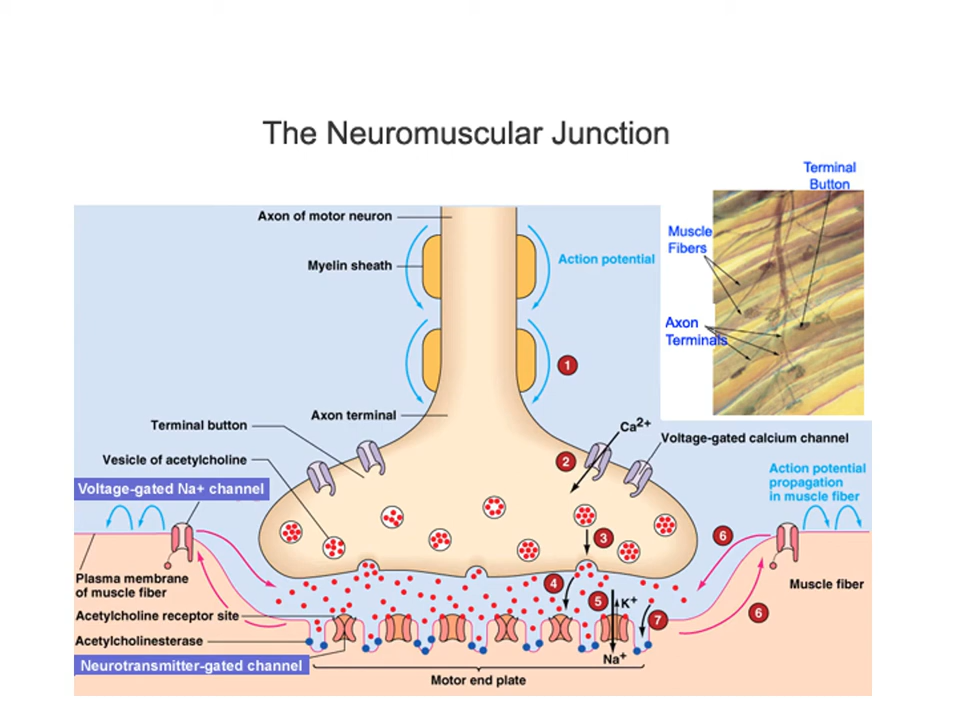 The Neuromuscular Junction
Terminal
Button
Axon of motor neuron
Muscle
Fibers
Myelin sheath
Action potential
Axon
Terminals
1
Axon terminal
Terminal button
Ca2+
Voltage-gated calcium channel
Vesicle of acetylcholine
2
Action potential
propagation
in muscle fiber
Voltage-gated Na+ channel
3
6
Plasma membrane
of muscle fiber
4
Muscle fiber
5
K+
6
Acetylcholine receptor site
7
Acetylcholinesterase
Na+
Neurotransmitter-gated channel
Motor end plate